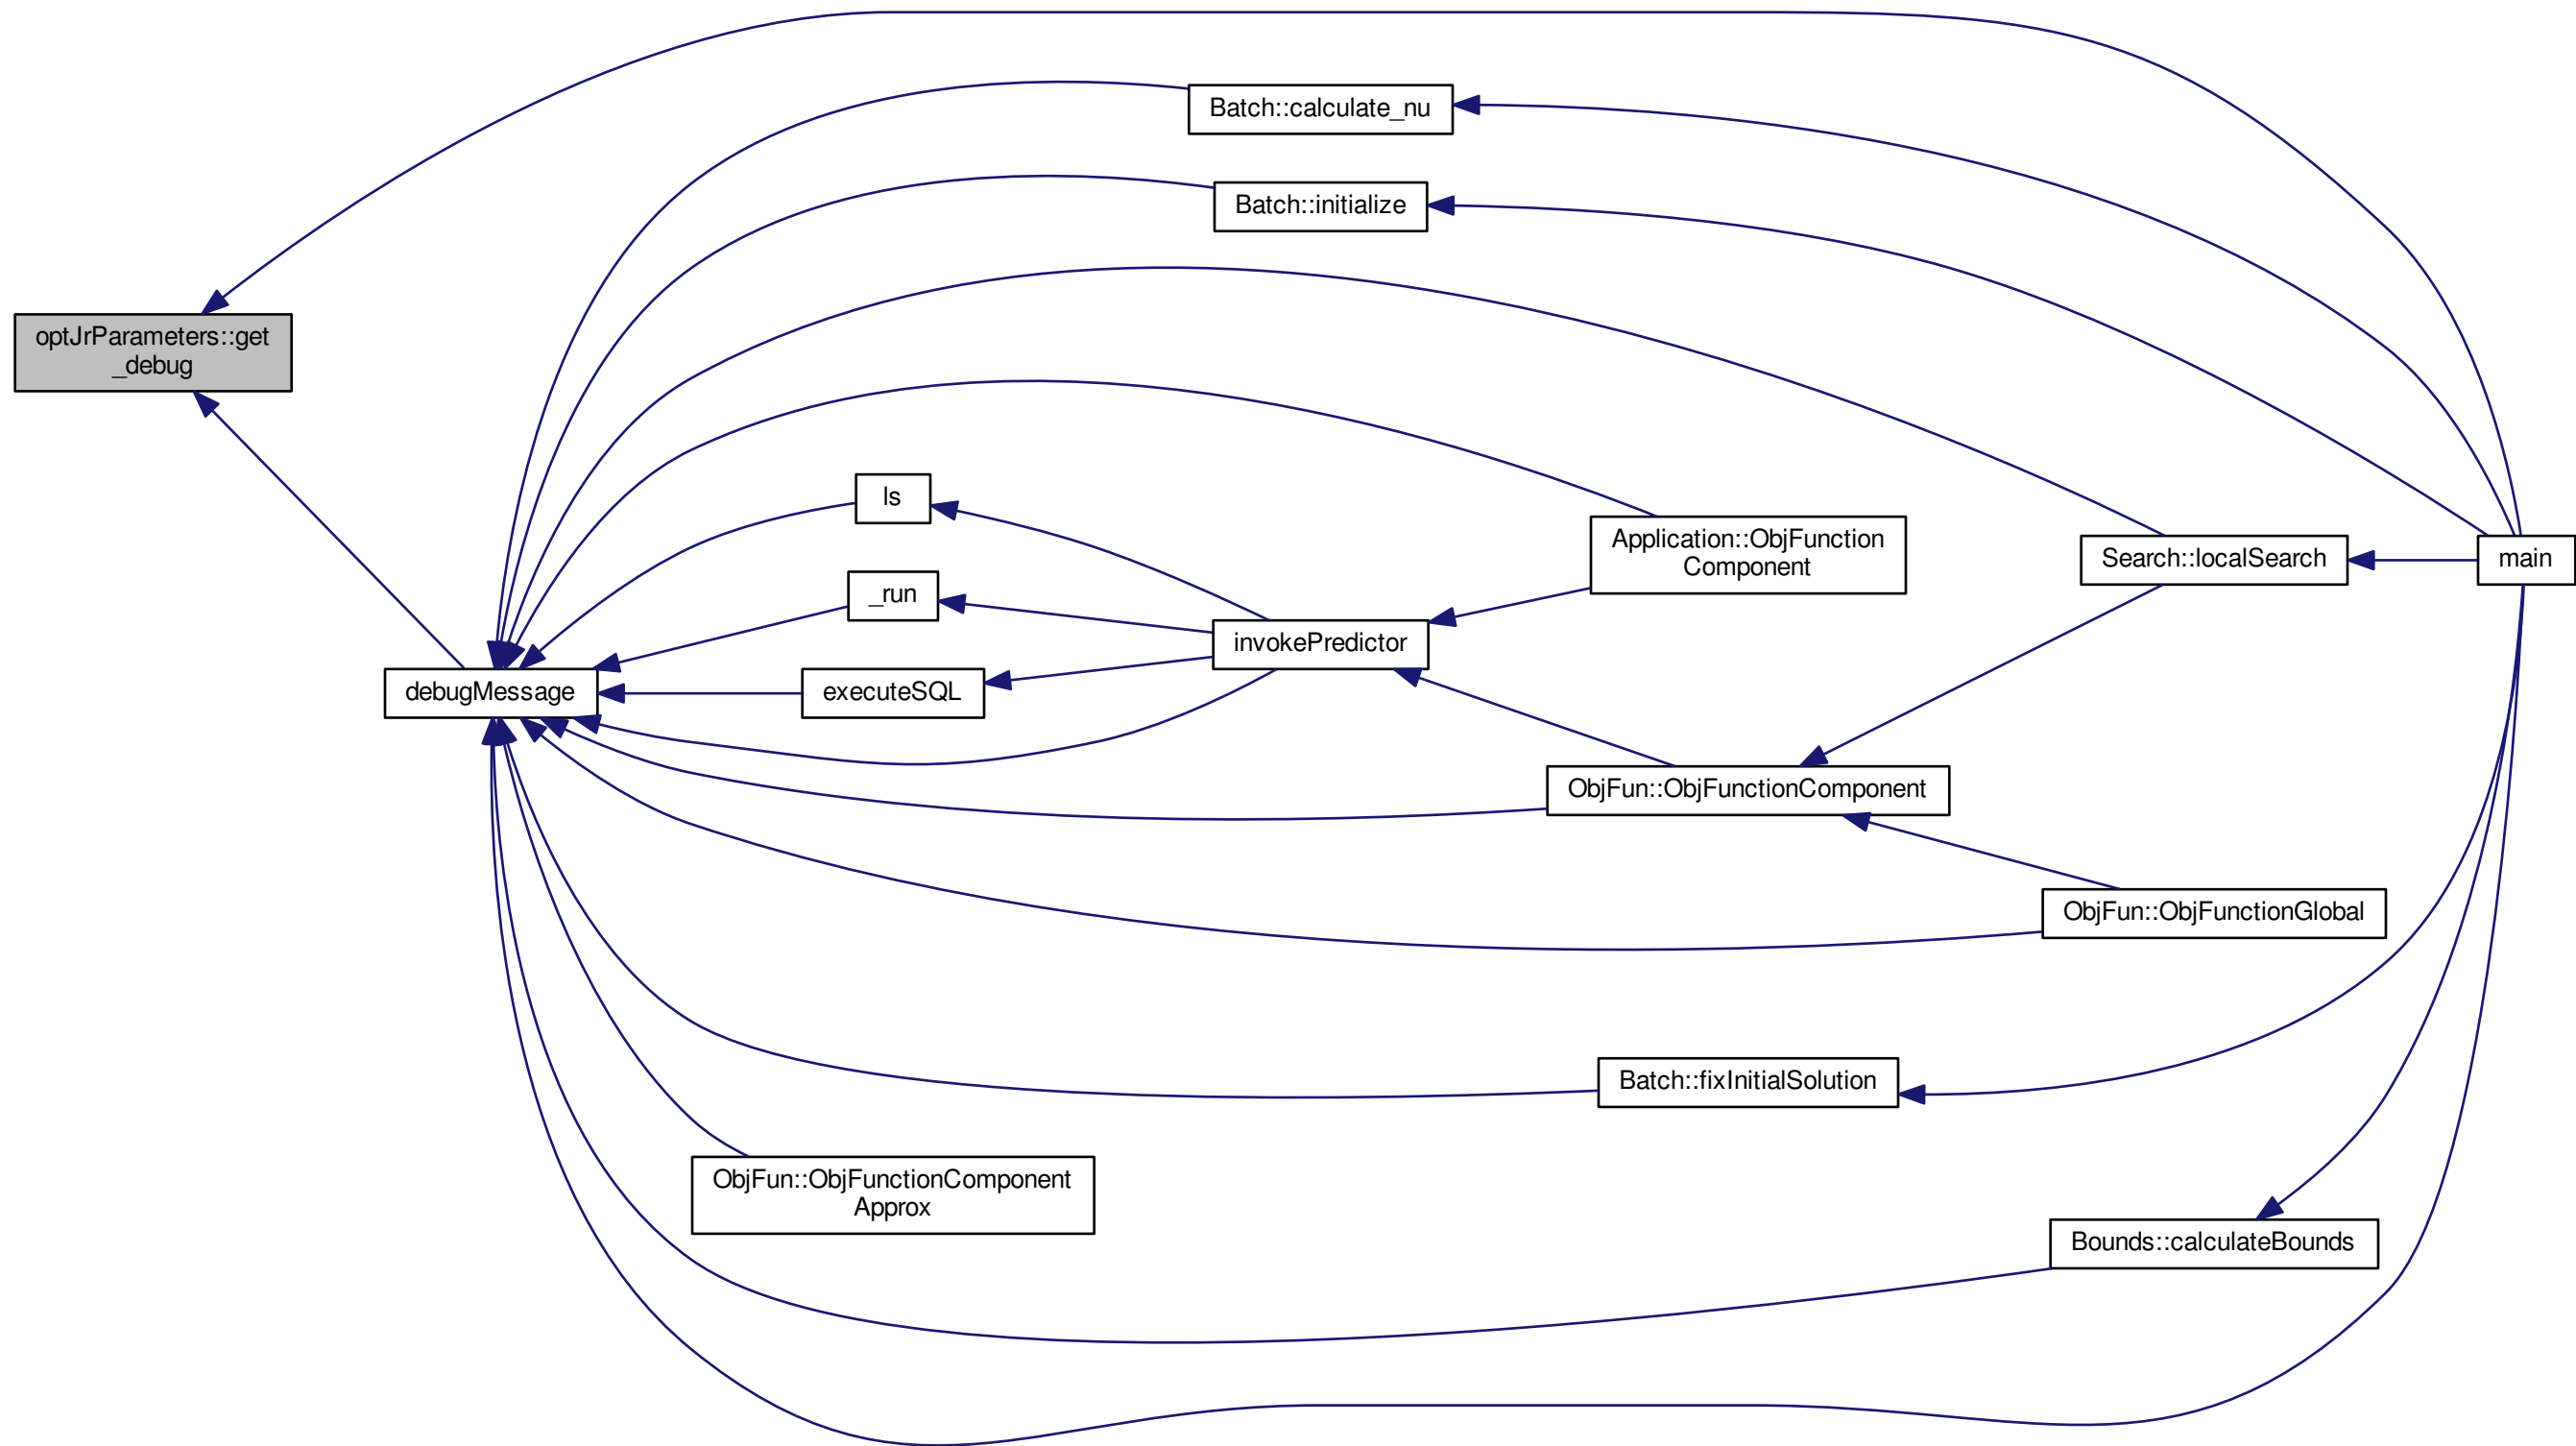 Batch::calculate_nu
Batch::initialize
optJrParameters::get
_debug
ls
Application::ObjFunction
Component
Search::localSearch
main
_run
invokePredictor
debugMessage
executeSQL
ObjFun::ObjFunctionComponent
ObjFun::ObjFunctionGlobal
Batch::fixInitialSolution
ObjFun::ObjFunctionComponent
Approx
Bounds::calculateBounds